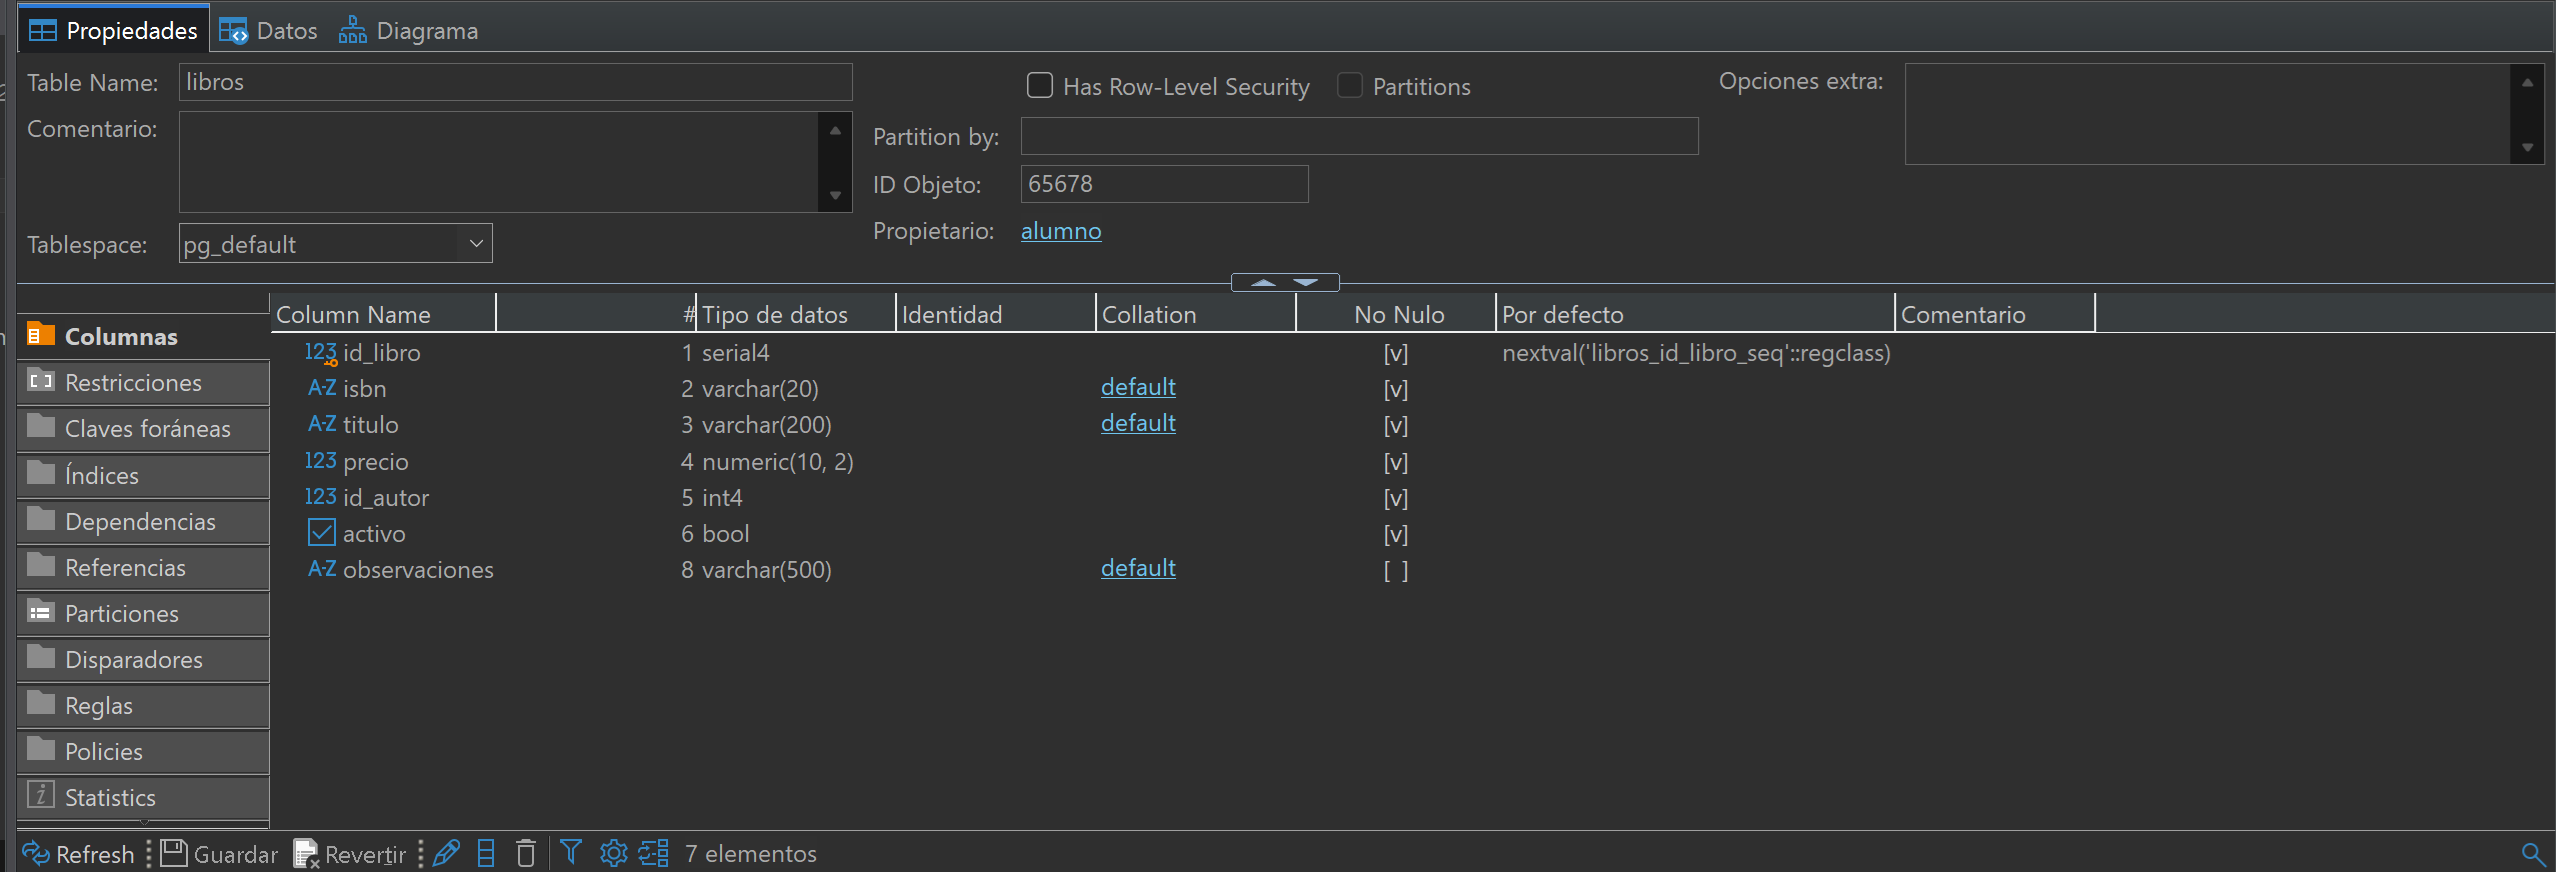 Propiedades Datos Diagrama
Table Name: libros
Has Row-Level Security Partitions
Opciones extra:
Comentario:
Partition by:
ID Objeto: 65678
Propietario: alumno
Tablespace: pg_default
Column Name # Tipo de datos Identidad Collation No Nulo Por defecto Comentario
123 id_libro 1 serial4 [v] nextval('libros_id_libro_seq'::regclass)
A-Z isbn 2 varchar(20) default [v]
A-Z titulo 3 varchar(200) default [v]
123 precio 4 numeric(10, 2) [v]
123 id_autor 5 int4 [v]
activo 6 bool [v]
A-Z observaciones 8 varchar(500) default [ ]
Columnas
Restricciones
Claves foráneas
Índices
Dependencias
Referencias
Particiones
Disparadores
Reglas
Policies
Statistics
Refresh Guardar Revertir 7 elementos